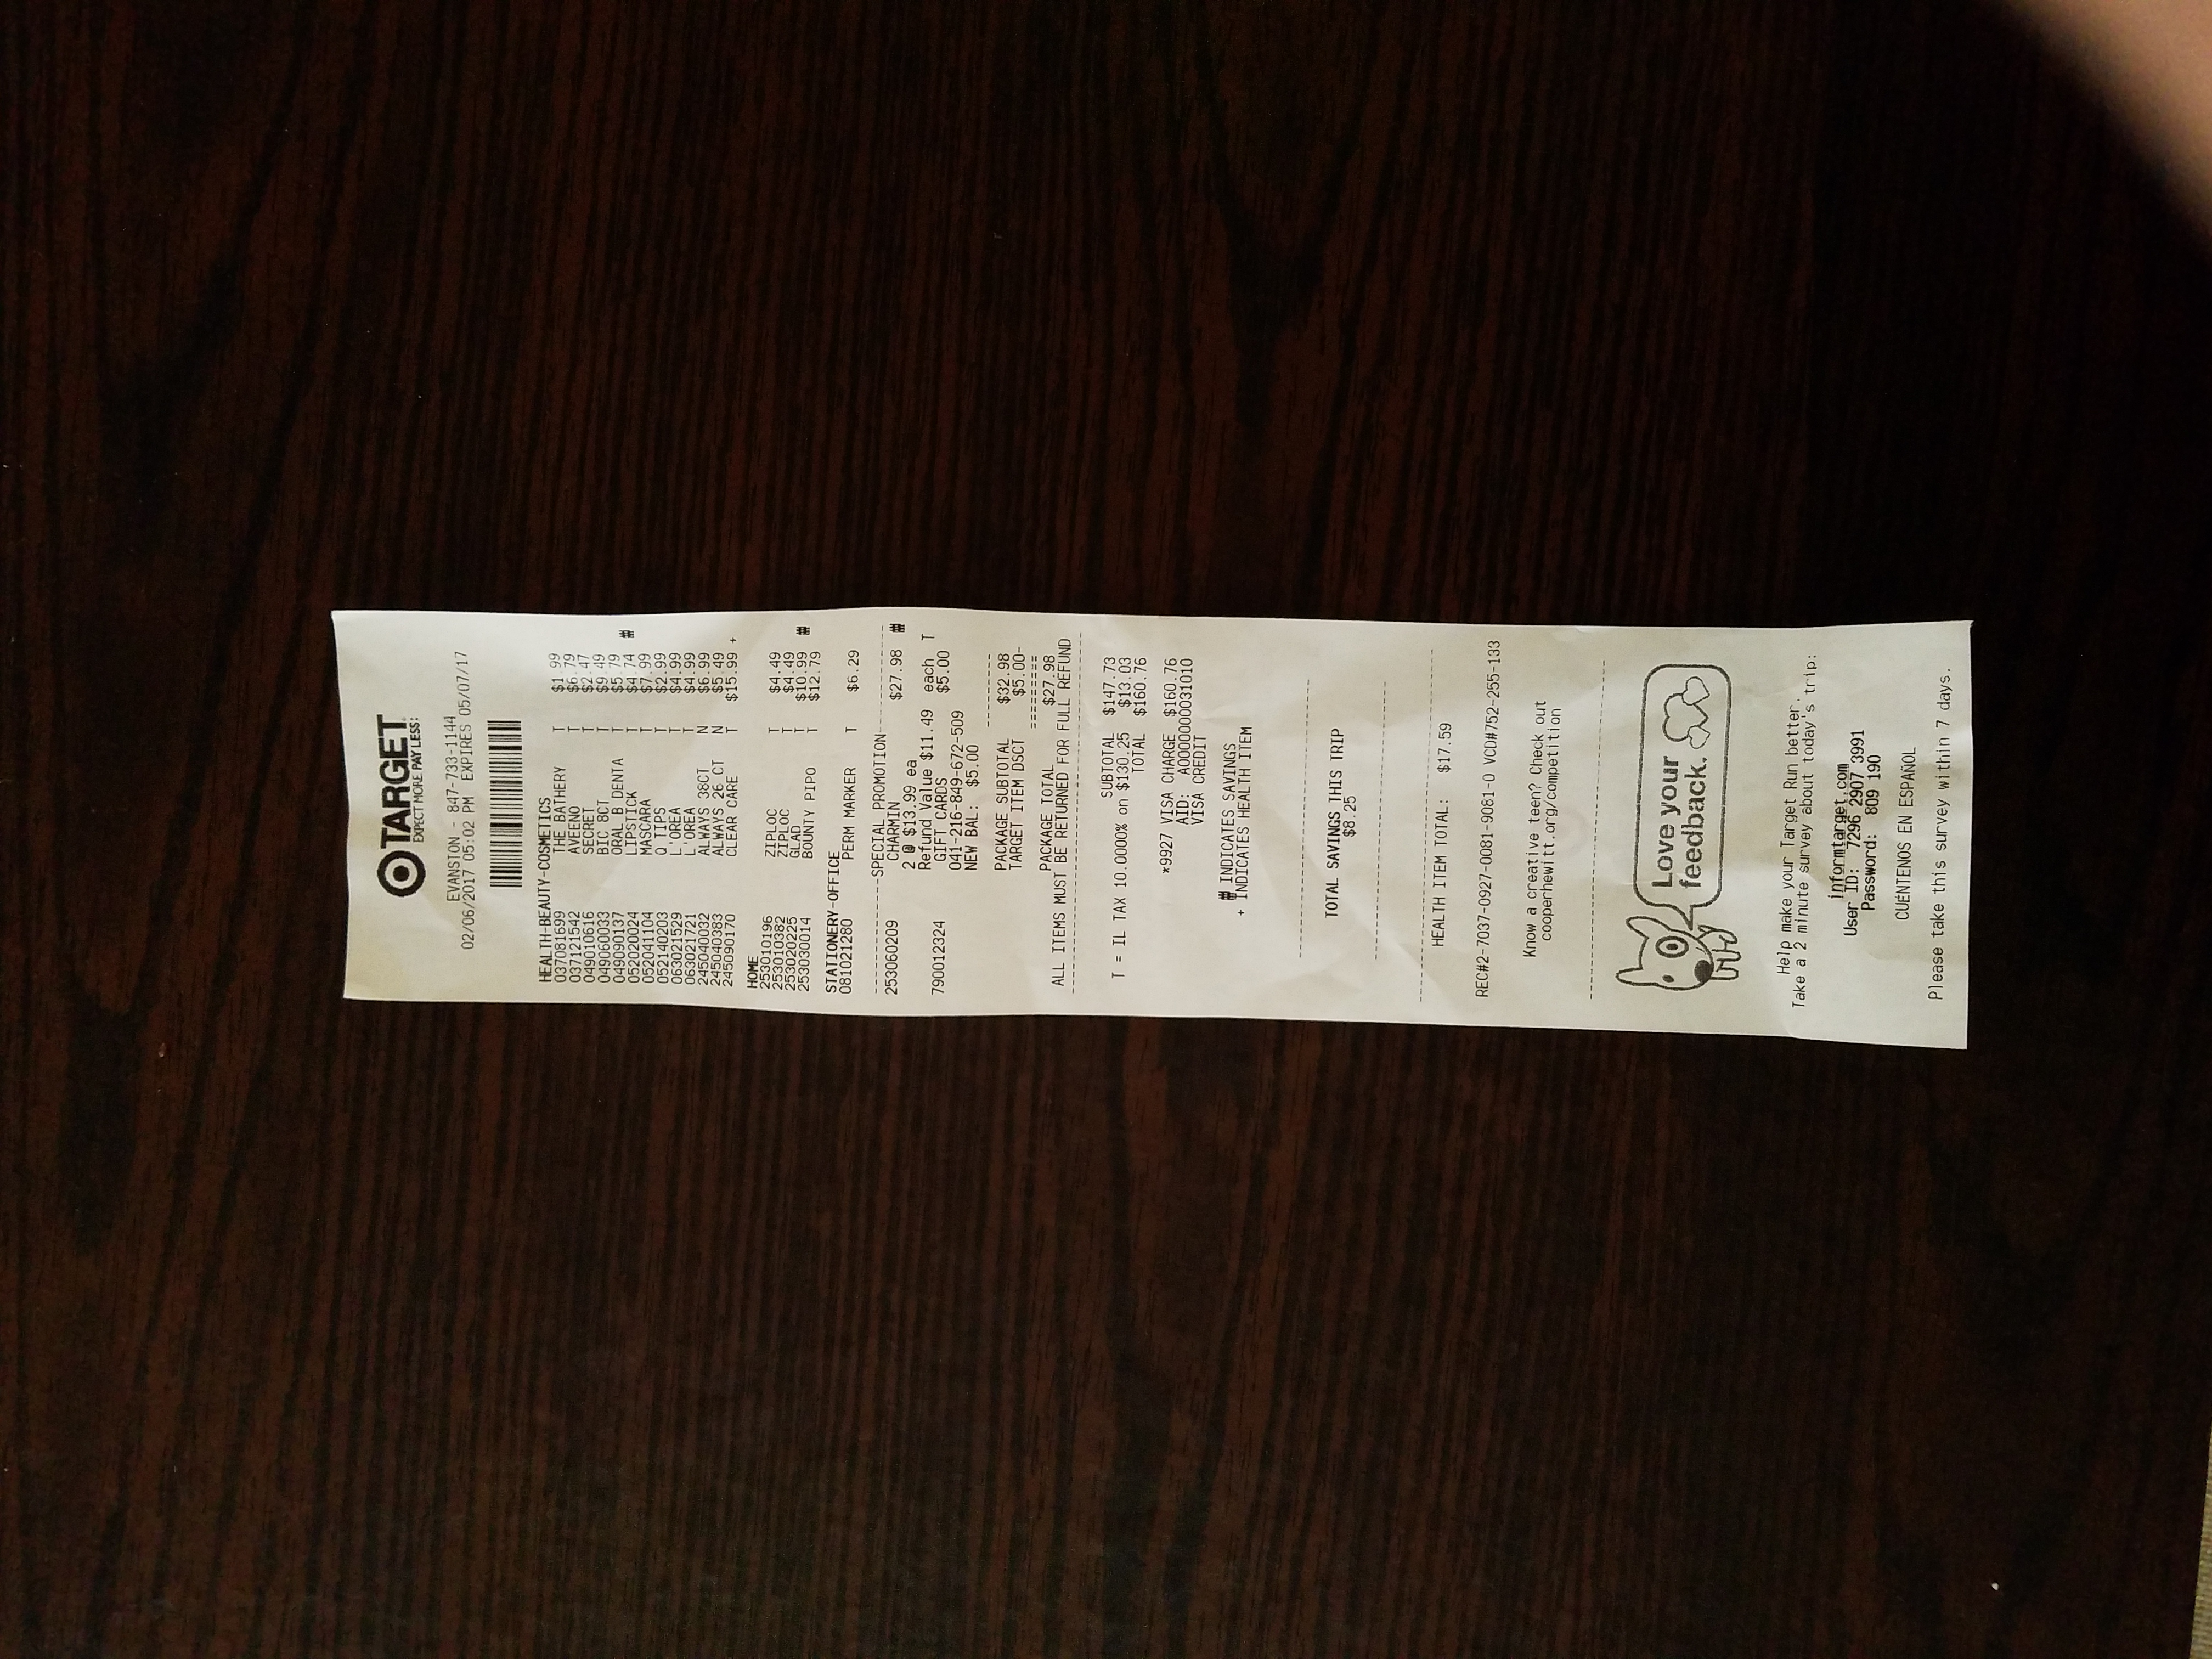 TARGET
EXPECT MORE. PAY LESS.
EVANSTON - 847-733-1144
02/06/2017 05:02 PM EXPIRES 05/07/17
HEALTH-BEAUTY-COSMETICS
037081699 THE BATHERY T $1.99
037121542 AVEENO T $6.79
049010616 SECRET T $2.47
049060033 BIC 8CT T $9.49
049090137 ORAL B DENTA T $5.79
052020024 LIPSTICK T $4.74 #
052041104 MASCARA T $7.99
052140203 Q TIPS T $2.99
063021529 L'OREA T $4.99
063021721 L'OREA T $4.99
245040032 ALWAYS 38CT N $6.99
245040383 ALWAYS 26 CT N $5.49
245090170 CLEAR CARE T $15.99 +
HOME
253010196 ZIPLOC T $4.49
253010382 ZIPLOC T $4.49
253020225 GLAD T $10.99 #
253030014 BOUNTY PIPO T $12.79
STATIONERY-OFFICE
081021280 PERM MARKER T $6.29
--------------SPECIAL PROMOTION-------------
253060209 CHARMIN $27.98 #
2 @ $13.99 ea
Refund Value $11.49 each T
790012324 GIFT CARDS $5.00
041-216-849-672-509
NEW BAL: $5.00
PACKAGE SUBTOTAL $32.98
TARGET ITEM DSCT $5.00-
PACKAGE TOTAL $27.98
ALL ITEMS MUST BE RETURNED FOR FULL REFUND
SUBTOTAL $147.73
T = IL TAX 10.0000% on $130.25 $13.03
TOTAL $160.76
*9927 VISA CHARGE $160.76
AID: A0000000031010
VISA CREDIT
# INDICATES SAVINGS
+ INDICATES HEALTH ITEM
TOTAL SAVINGS THIS TRIP
$8.25
HEALTH ITEM TOTAL: $17.59
REC#2-7037-0927-0081-9081-0 VCD#752-255-133
Know a creative teen? Check out
cooperhewitt.org/competition
Love your
feedback.
Help make your Target Run better.
Take a 2 minute survey about today's trip:
informtarget.com
User ID: 7296 2907 3991
Password: 809 190
CUÉNTENOS EN ESPAÑOL
Please take this survey within 7 days.